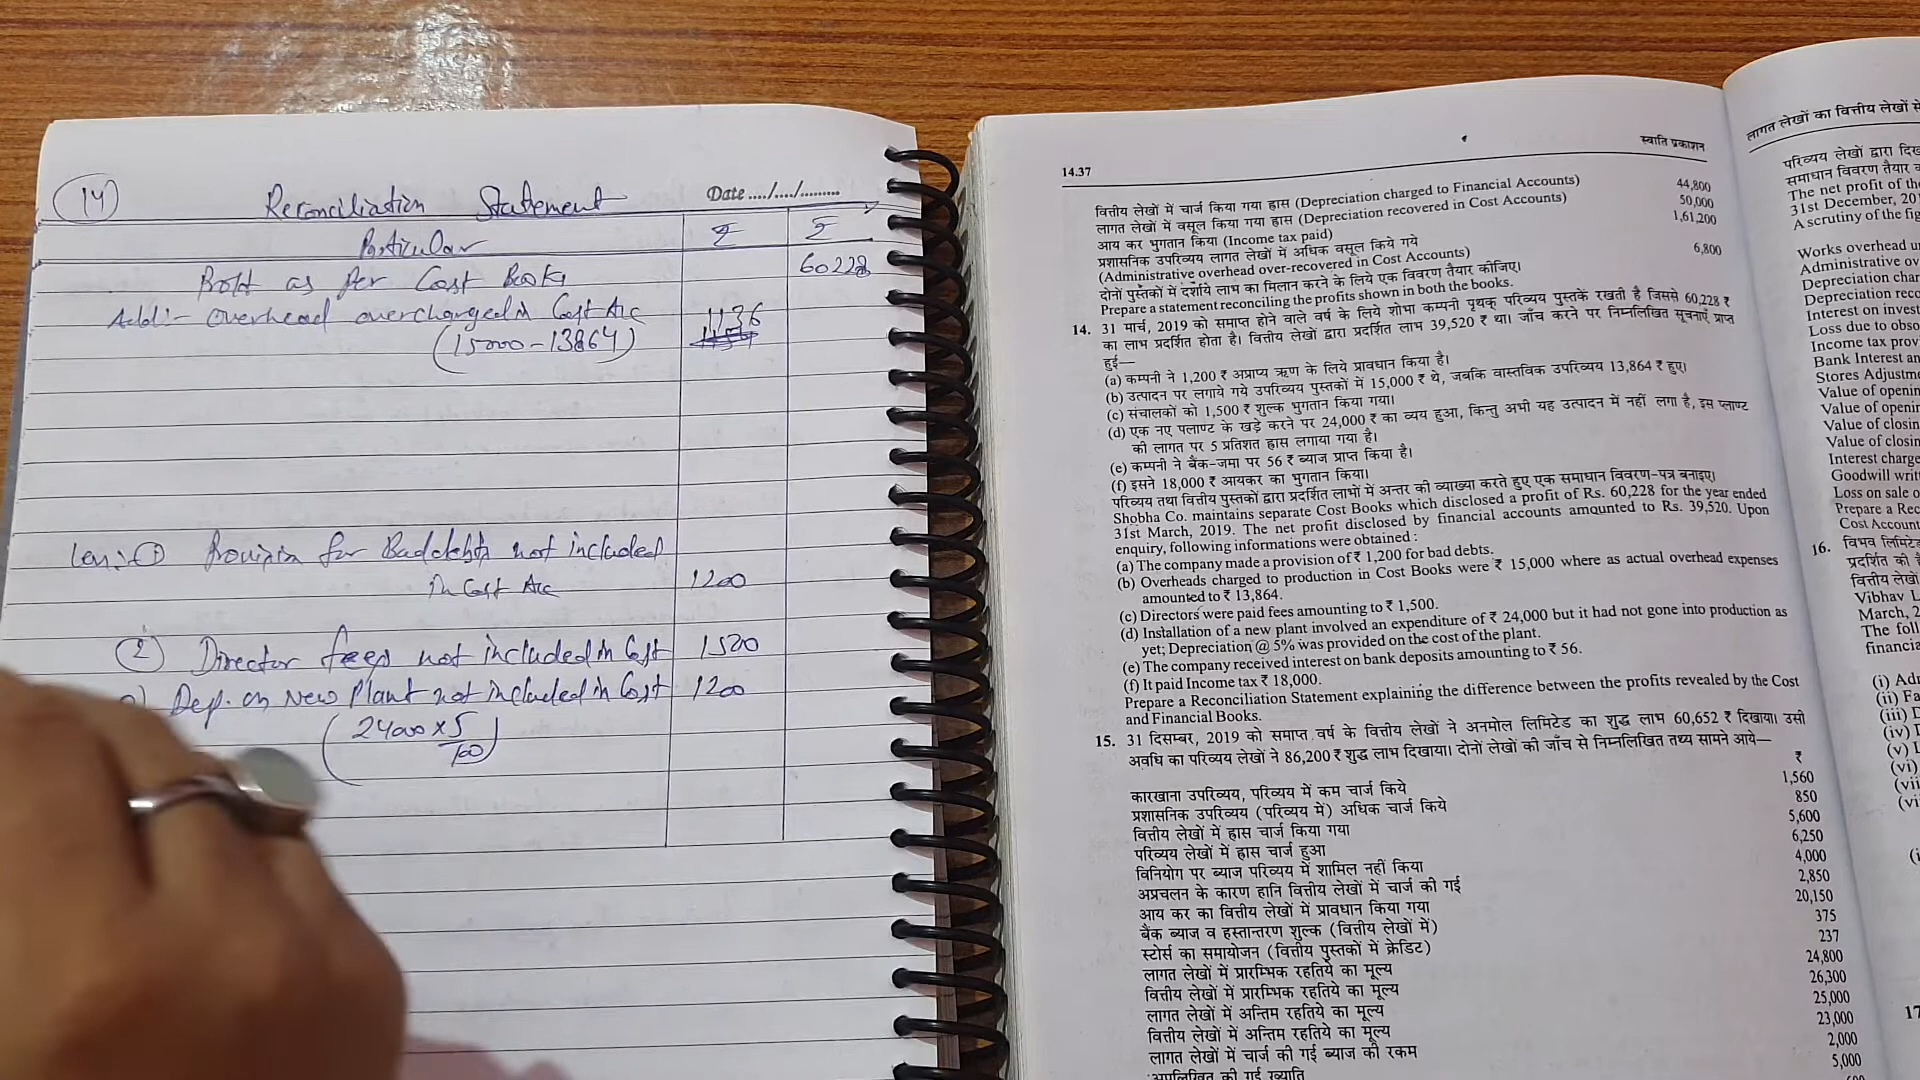 14
Reconciliation Statement
Date ..../..../.........
Particular ₹ ₹
Profit as Per Cost Books 60228
Add:- Overhead overcharged in Cost A/c 1136
(15000-13864)
Less:- ① Provision for Bad debts not included
In Cost A/c 1200
② Director fees not included in Cost 1500
Dep. on New Plant not included in Cost 1200
(24000 x 5/100)
14.37
स्वाति प्रकाशन
वित्तीय लेखों में चार्ज किया गया ह्रास (Depreciation charged to Financial Accounts) 44,800
लागत लेखों में वसूल किया गया ह्रास (Depreciation recovered in Cost Accounts) 50,000
आय कर भुगतान किया (Income tax paid) 1,61,200
प्रशासनिक उपरिव्यय लागत लेखों में अधिक वसूल किये गये
(Administrative overhead over-recovered in Cost Accounts) 6,800
दोनों पुस्तकों में दर्शाये लाभ का मिलान करने के लिये एक विवरण तैयार कीजिए।
Prepare a statement reconciling the profits shown in both the books.
14. 31 मार्च, 2019 को समाप्त होने वाले वर्ष के लिये शोभा कम्पनी पृथक् परिव्यय पुस्तकें रखती है जिससे 60,228 ₹
का लाभ प्रदर्शित होता है। वित्तीय लेखों द्वारा प्रदर्शित लाभ 39,520 ₹ था। जाँच करने पर निम्नलिखित सूचनाएँ प्राप्त
हुई—
(a) कम्पनी ने 1,200 ₹ अप्राप्य ऋण के लिये प्रावधान किया है।
(b) उत्पादन पर लगाये गये उपरिव्यय पुस्तकों में 15,000 ₹ थे, जबकि वास्तविक उपरिव्यय 13,864 ₹ हुए।
(c) संचालकों को 1,500 ₹ शुल्क भुगतान किया गया।
(d) एक नए पलाण्ट के खड़े करने पर 24,000 ₹ का व्यय हुआ, किन्तु अभी यह उत्पादन में नहीं लगा है, इस प्लाण्ट
की लागत पर 5 प्रतिशत ह्रास लगाया गया है।
(e) कम्पनी ने बैंक-जमा पर 56 ₹ ब्याज प्राप्त किया है।
(f) इसने 18,000 ₹ आयकर का भुगतान किया।
परिव्यय तथा वित्तीय पुस्तकों द्वारा प्रदर्शित लाभों में अन्तर की व्याख्या करते हुए एक समाधान विवरण-पत्र बनाइए।
Shobha Co. maintains separate Cost Books which disclosed a profit of Rs. 60,228 for the year ended
31st March, 2019. The net profit disclosed by financial accounts amounted to Rs. 39,520. Upon
enquiry, following informations were obtained :
(a) The company made a provision of ₹ 1,200 for bad debts.
(b) Overheads charged to production in Cost Books were ₹ 15,000 where as actual overhead expenses
amounted to ₹ 13,864.
(c) Directors were paid fees amounting to ₹ 1,500.
(d) Installation of a new plant involved an expenditure of ₹ 24,000 but it had not gone into production as
yet; Depreciation @ 5% was provided on the cost of the plant.
(e) The company received interest on bank deposits amounting to ₹ 56.
(f) It paid Income tax ₹ 18,000.
Prepare a Reconciliation Statement explaining the difference between the profits revealed by the Cost
and Financial Books.
15. 31 दिसम्बर, 2019 को समाप्त वर्ष के वित्तीय लेखों ने अनमोल लिमिटेड का शुद्ध लाभ 60,652 ₹ दिखाया। उसी
अवधि का परिव्यय लेखों ने 86,200 ₹ शुद्ध लाभ दिखाया। दोनों लेखों की जाँच से निम्नलिखित तथ्य सामने आये—
₹
कारखाना उपरिव्यय, परिव्यय में कम चार्ज किये 1,560
प्रशासनिक उपरिव्यय (परिव्यय में) अधिक चार्ज किये 850
वित्तीय लेखों में ह्रास चार्ज किया गया 5,600
परिव्यय लेखों में ह्रास चार्ज हुआ 6,250
विनियोग पर ब्याज परिव्यय में शामिल नहीं किया 4,000
अप्रचलन के कारण हानि वित्तीय लेखों में चार्ज की गई 2,850
आय कर का वित्तीय लेखों में प्रावधान किया गया 20,150
बैंक ब्याज व हस्तान्तरण शुल्क (वित्तीय लेखों में) 375
स्टोर्स का समायोजन (वित्तीय पुस्तकों में क्रेडिट) 237
लागत लेखों में प्रारम्भिक रहतिये का मूल्य 24,800
वित्तीय लेखों में प्रारम्भिक रहतिये का मूल्य 26,300
लागत लेखों में अन्तिम रहतिये का मूल्य 25,000
वित्तीय लेखों में अन्तिम रहतिये का मूल्य 23,000
लागत लेखों में चार्ज की गई ब्याज की रकम 2,000
अपलिखित की गई ख्याति 5,000
लागत लेखों का वित्तीय लेखों से
परिव्यय लेखों द्वारा
समाधान विवरण तैयार
The net profit of the
31st December, 201
A scrutiny of the fig
Works overhead u
Administrative ov
Depreciation char
Depreciation reco
Interest on invest
Loss due to obso
Income tax prov
Bank Interest an
Stores Adjustme
Value of openin
Value of openin
Value of closin
Value of closin
Interest charge
Goodwill writ
Loss on sale o
Prepare a Rec
Cost Account
16. विभव लिमिटे
प्रदर्शित की
वित्तीय लेखों
Vibhav L
March, 2
The foll
financia
(i) Adm
(ii) Fa
(iii)
(iv)
(v)
(vi)
(vii
17